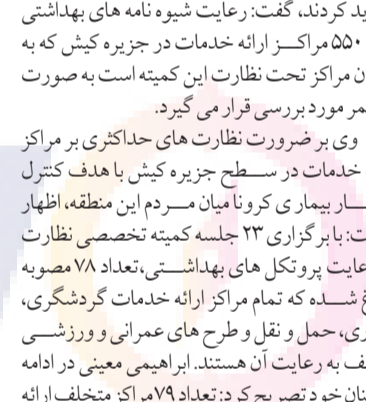 ید کردند، گفت: رعایت شیوه نامه های بهداشتی
۵۵۰ مراکز ارائه خدمات در جزیره کیش که به
ن مراکز تحت نظارت این کمیته است به صورت
مر مورد بررسی قرار می گیرد.
وی بر ضرورت نظارت های حداکثری بر مراکز
خدمات در سطح جزیره کیش با هدف کنترل
ـار بیماری کرونا میان مردم این منطقه، اظهار
ت: با برگزاری ۲۳ جلسه کمیته تخصصی نظارت
عایت پروتکل های بهداشتی،تعداد ۷۸ مصوبه
غ شده که تمام مراکز ارائه خدمات گردشگری،
ری، حمل و نقل و طرح های عمرانی و ورزشی
لف به رعایت آن هستند. ابراهیمی معینی در ادامه
نان خود تصریح کرد: تعداد ۷۹مراکز متخلف ارائه